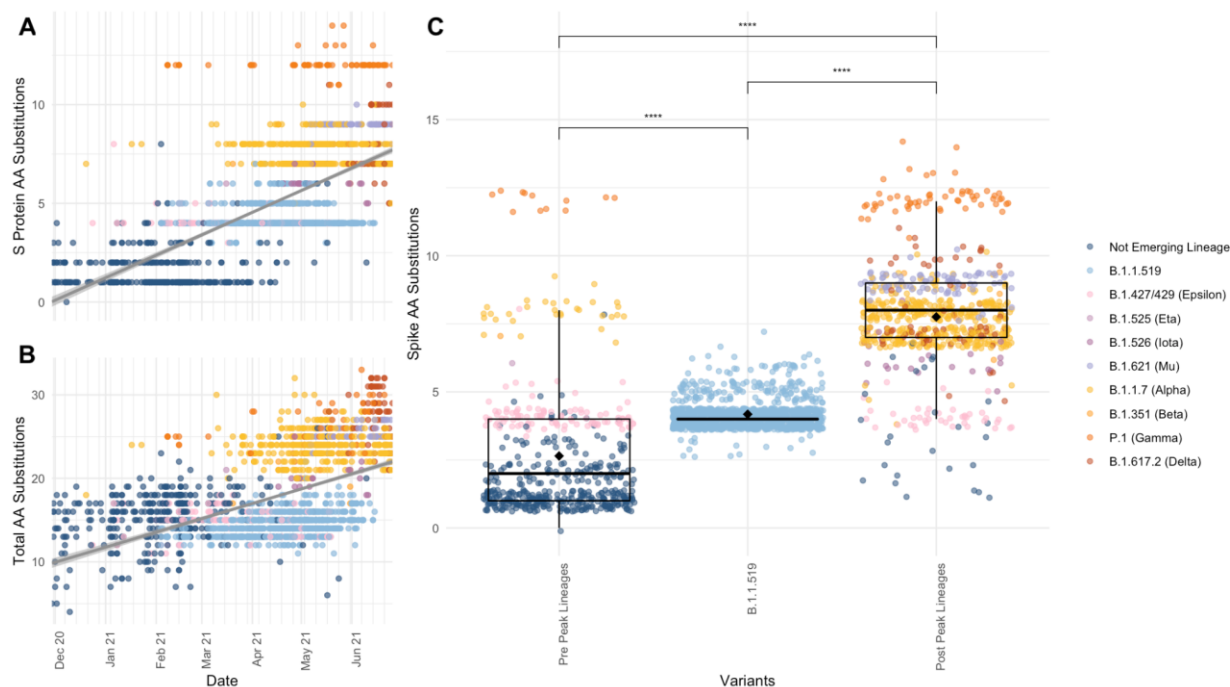 A
S Protein AA Substitutions
10
5
0
B
Total AA Substitutions
30
20
10
Dec 20
Jan 21
Feb 21
Mar 21
Apr 21
May 21
Jun 21
Date
C
****
****
****
Spike AA Substitutions
15
10
5
0
Pre Peak Lineages
B.1.1.519
Post Peak Lineages
Variants
Not Emerging Lineage
B.1.1.519
B.1.427/429 (Epsilon)
B.1.525 (Eta)
B.1.526 (Iota)
B.1.621 (Mu)
B.1.1.7 (Alpha)
B.1.351 (Beta)
P.1 (Gamma)
B.1.617.2 (Delta)